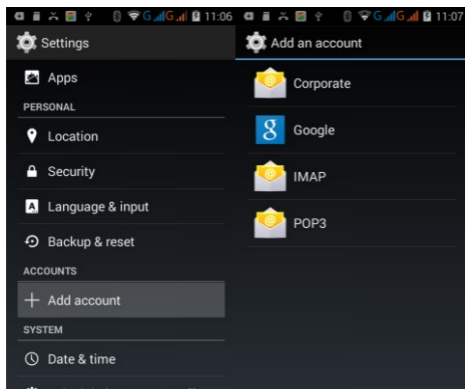 G G 11:06
Settings
Apps
PERSONAL
Location
Security
Language & input
Backup & reset
ACCOUNTS
Add account
SYSTEM
Date & time
G G 11:07
Add an account
Corporate
Google
IMAP
POP3